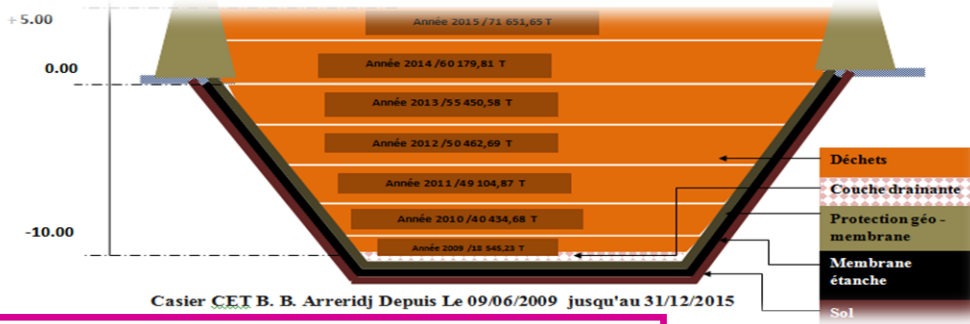 + 5.00
Année 2015 /71 651,65 T
Année 2014 /60 179,81 T
0.00
Année 2013 /55 450,58 T
Année 2012 /50 462,69 T
Déchets
Année 2011 /49 104,87 T
Couche drainante
Année 2010 /40 434,68 T
Protection géo -
membrane
-10.00
Année 2009 /18 545,23 T
Membrane
étanche
Casier CET B. B. Arreridj Depuis Le 09/06/2009 jusqu'au 31/12/2015
Sol